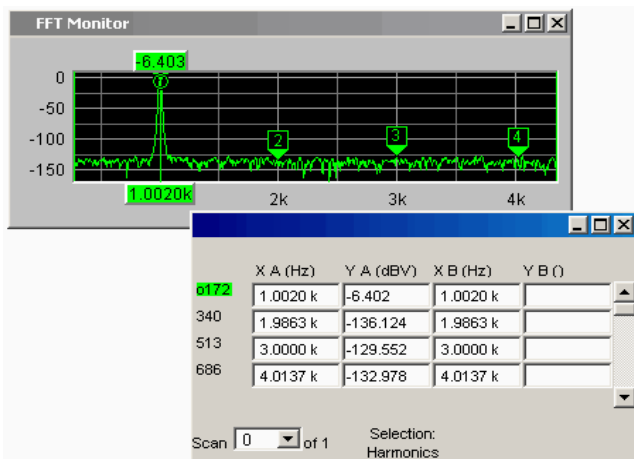 FFT Monitor
-6.403
0
-50
-100
-150
2
3
4
1.0020k
2k
3k
4k
X A (Hz) Y A (dBV) X B (Hz) Y B ()
o172 1.0020 k -6.402 1.0020 k
340 1.9863 k -136.124 1.9863 k
513 3.0000 k -129.552 3.0000 k
686 4.0137 k -132.978 4.0137 k
Scan 0 of 1 Selection:
Harmonics